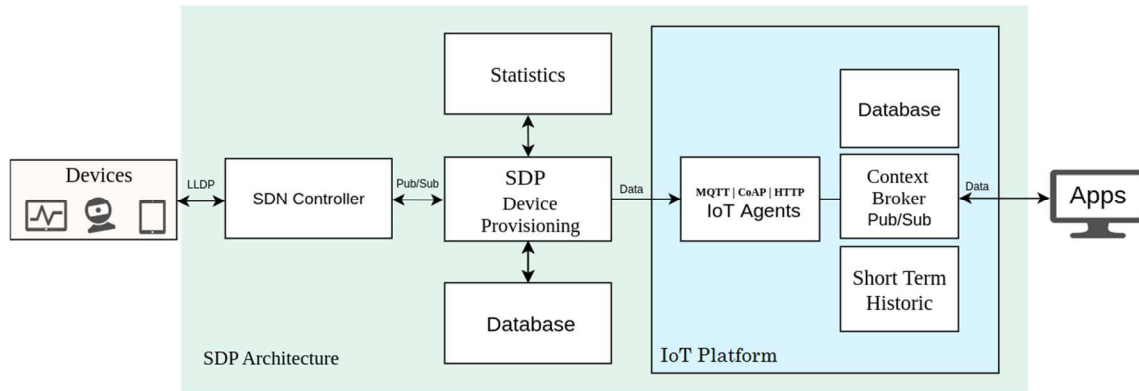 Statistics
Database
Devices
LLDP
SDN Controller
Pub/Sub
SDP
Device
Provisioning
Data
MQTT | CoAP | HTTP
IoT Agents
Context
Broker
Pub/Sub
Data
Apps
Database
Short Term
Historic
SDP Architecture
IoT Platform